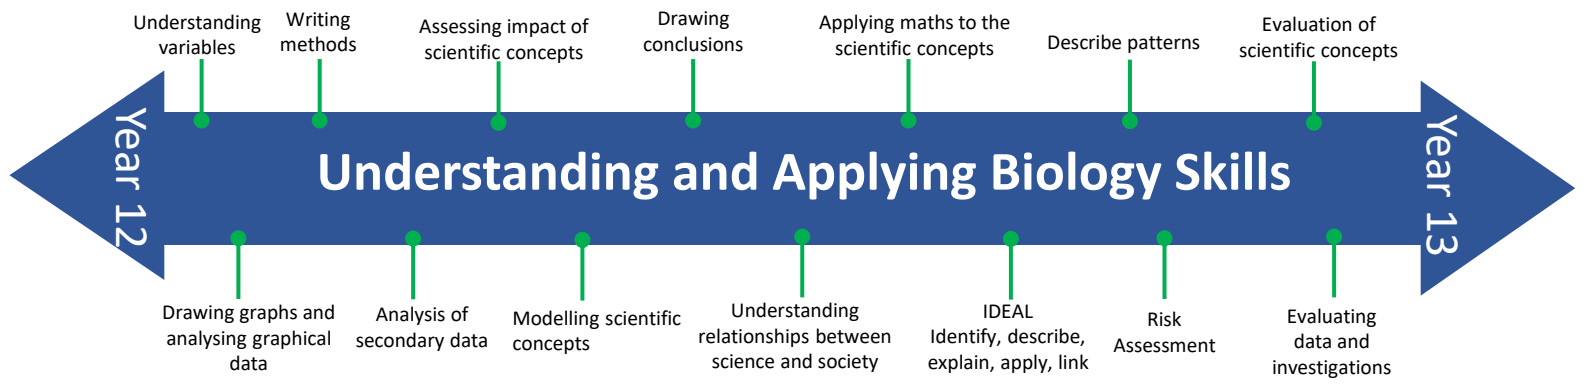 Understanding
variables
Writing
methods
Assessing impact of
scientific concepts
Drawing
conclusions
Applying maths to the
scientific concepts
Describe patterns
Evaluation of
scientific concepts
Year 12
Understanding and Applying Biology Skills
Year 13
Drawing graphs and
analysing graphical
data
Analysis of
secondary data
Modelling scientific
concepts
Understanding
relationships between
science and society
IDEAL
Identify, describe,
explain, apply, link
Risk
Assessment
Evaluating
data and
investigations